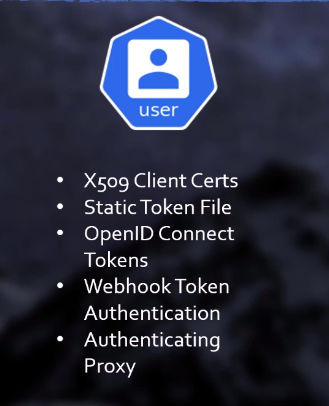 user
• X509 Client Certs
• Static Token File
• OpenID Connect
Tokens
• Webhook Token
Authentication
• Authenticating
Proxy